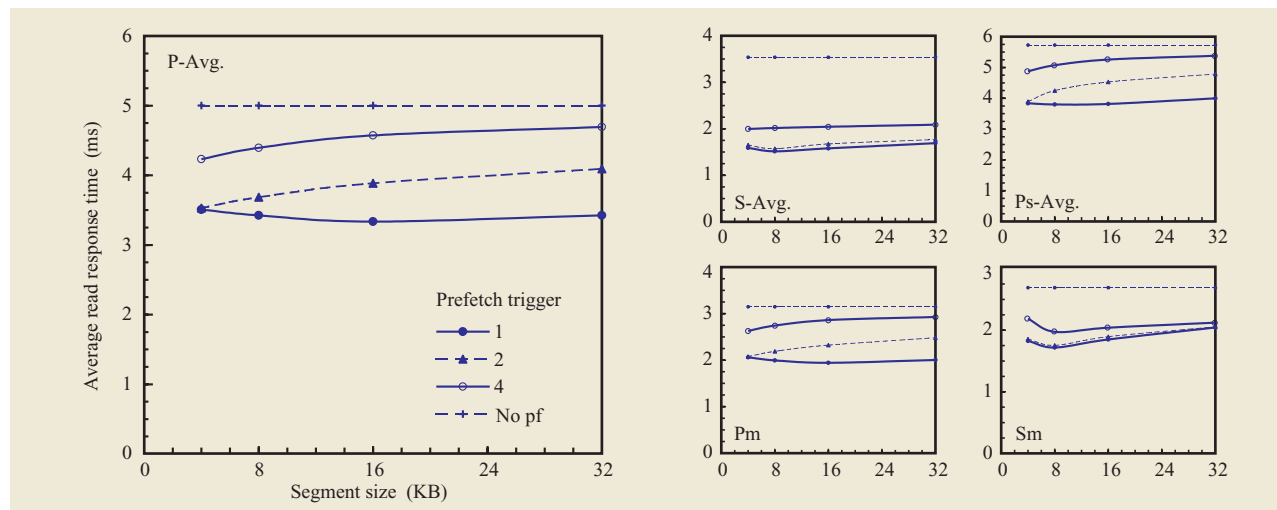 6
P-Avg.
5
4
3
2
1
0
Average read response time (ms)
Prefetch trigger
1
2
4
No pf
0 8 16 24 32
Segment size (KB)
4
3
2
1
0
S-Avg.
0 8 16 24 32
6
5
4
3
2
1
0
Ps-Avg.
0 8 16 24 32
4
3
2
1
0
Pm
0 8 16 24 32
3
2
1
0
Sm
0 8 16 24 32